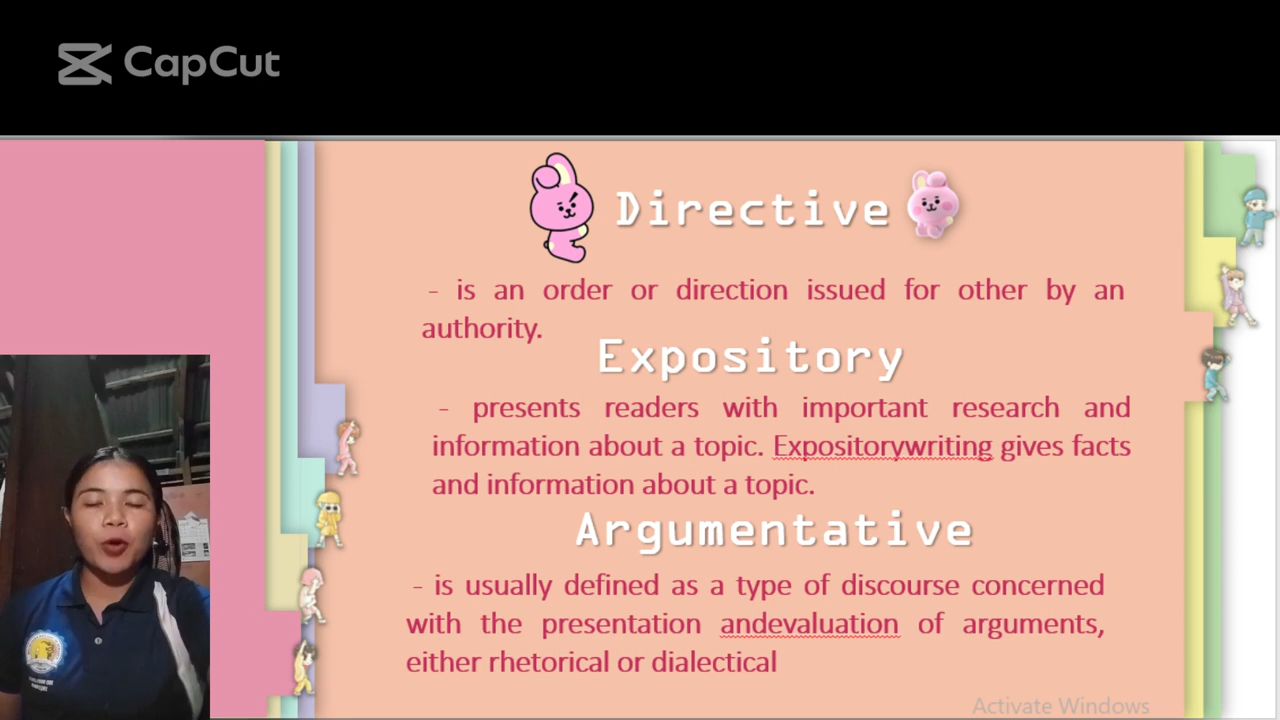 CapCut
Directive
- is an order or direction issued for other by an
authority.
Expository
- presents readers with important research and
information about a topic. Expositorywriting gives facts
and information about a topic.
Argumentative
- is usually defined as a type of discourse concerned
with the presentation andevaluation of arguments,
either rhetorical or dialectical
Activate Windows